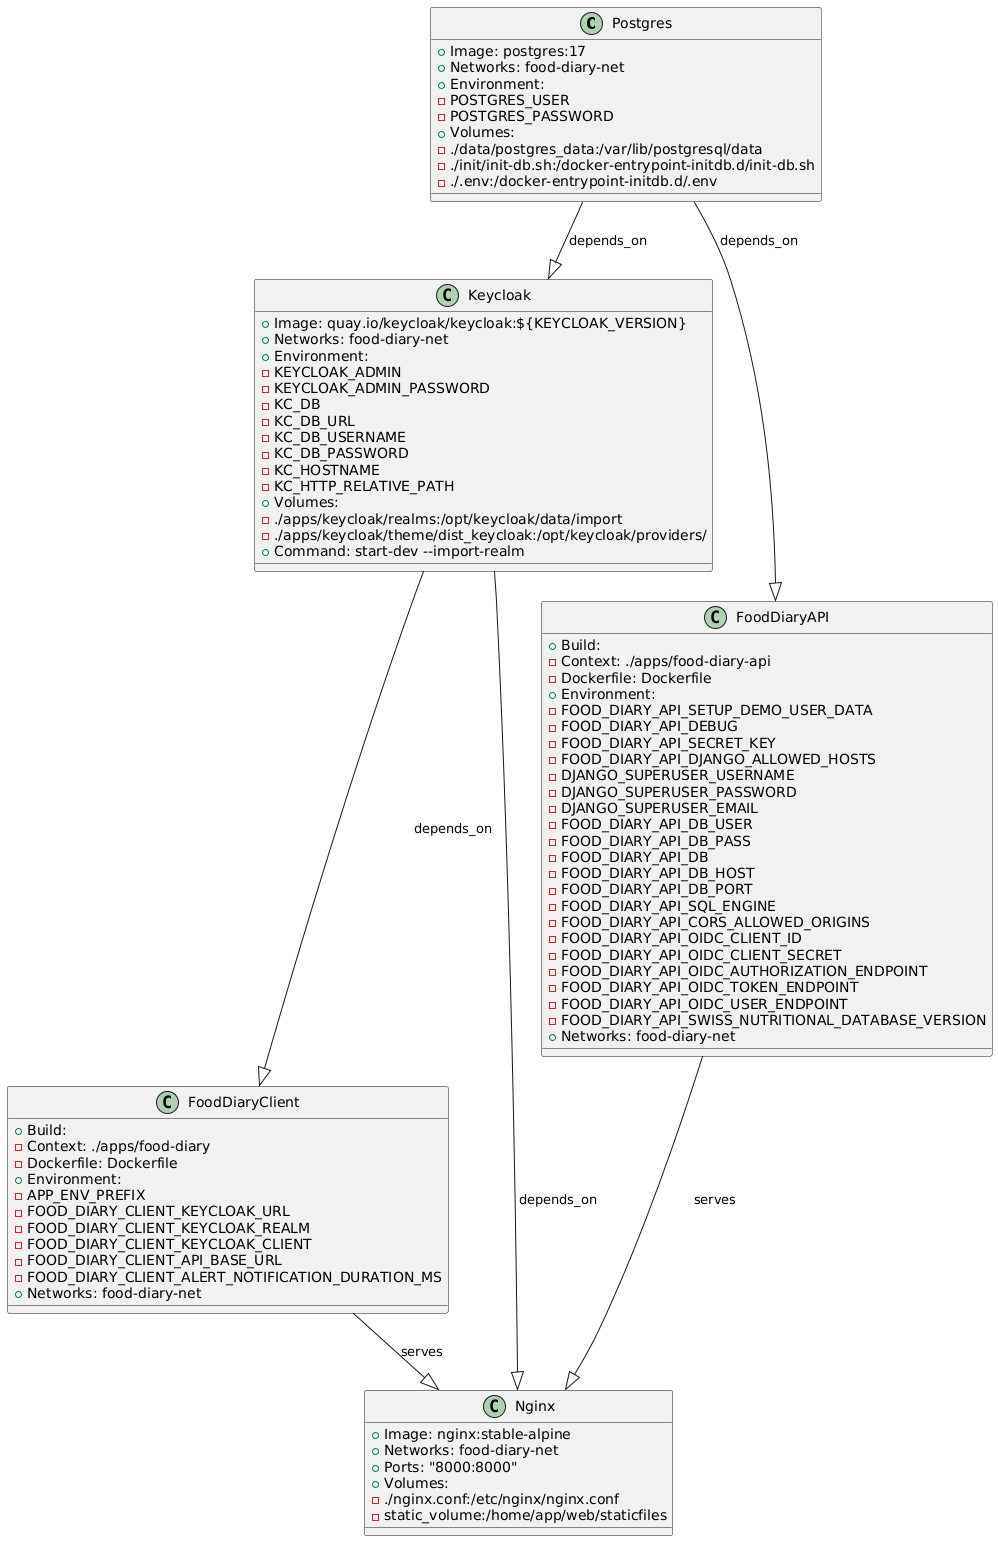 C Postgres
Image: postgres:17
Networks: food-diary-net
Environment:
POSTGRES_USER
POSTGRES_PASSWORD
Volumes:
./data/postgres_data:/var/lib/postgresql/data
./init/init-db.sh:/docker-entrypoint-initdb.d/init-db.sh
./.env:/docker-entrypoint-initdb.d/.env
depends_on
depends_on
C Keycloak
Image: quay.io/keycloak/keycloak:${KEYCLOAK_VERSION}
Networks: food-diary-net
Environment:
KEYCLOAK_ADMIN
KEYCLOAK_ADMIN_PASSWORD
KC_DB
KC_DB_URL
KC_DB_USERNAME
KC_DB_PASSWORD
KC_HOSTNAME
KC_HTTP_RELATIVE_PATH
Volumes:
./apps/keycloak/realms:/opt/keycloak/data/import
./apps/keycloak/theme/dist_keycloak:/opt/keycloak/providers/
Command: start-dev --import-realm
C FoodDiaryAPI
Build:
Context: ./apps/food-diary-api
Dockerfile: Dockerfile
Environment:
FOOD_DIARY_API_SETUP_DEMO_USER_DATA
FOOD_DIARY_API_DEBUG
FOOD_DIARY_API_SECRET_KEY
FOOD_DIARY_API_DJANGO_ALLOWED_HOSTS
DJANGO_SUPERUSER_USERNAME
DJANGO_SUPERUSER_PASSWORD
DJANGO_SUPERUSER_EMAIL
FOOD_DIARY_API_DB_USER
FOOD_DIARY_API_DB_PASS
FOOD_DIARY_API_DB
FOOD_DIARY_API_DB_HOST
FOOD_DIARY_API_DB_PORT
FOOD_DIARY_API_SQL_ENGINE
FOOD_DIARY_API_CORS_ALLOWED_ORIGINS
FOOD_DIARY_API_OIDC_CLIENT_ID
FOOD_DIARY_API_OIDC_CLIENT_SECRET
FOOD_DIARY_API_OIDC_AUTHORIZATION_ENDPOINT
FOOD_DIARY_API_OIDC_TOKEN_ENDPOINT
FOOD_DIARY_API_OIDC_USER_ENDPOINT
FOOD_DIARY_API_SWISS_NUTRITIONAL_DATABASE_VERSION
Networks: food-diary-net
depends_on
C FoodDiaryClient
Build:
Context: ./apps/food-diary
Dockerfile: Dockerfile
Environment:
APP_ENV_PREFIX
FOOD_DIARY_CLIENT_KEYCLOAK_URL
FOOD_DIARY_CLIENT_KEYCLOAK_REALM
FOOD_DIARY_CLIENT_KEYCLOAK_CLIENT
FOOD_DIARY_CLIENT_API_BASE_URL
FOOD_DIARY_CLIENT_ALERT_NOTIFICATION_DURATION_MS
Networks: food-diary-net
depends_on
serves
serves
C Nginx
Image: nginx:stable-alpine
Networks: food-diary-net
Ports: "8000:8000"
Volumes:
./nginx.conf:/etc/nginx/nginx.conf
static_volume:/home/app/web/staticfiles